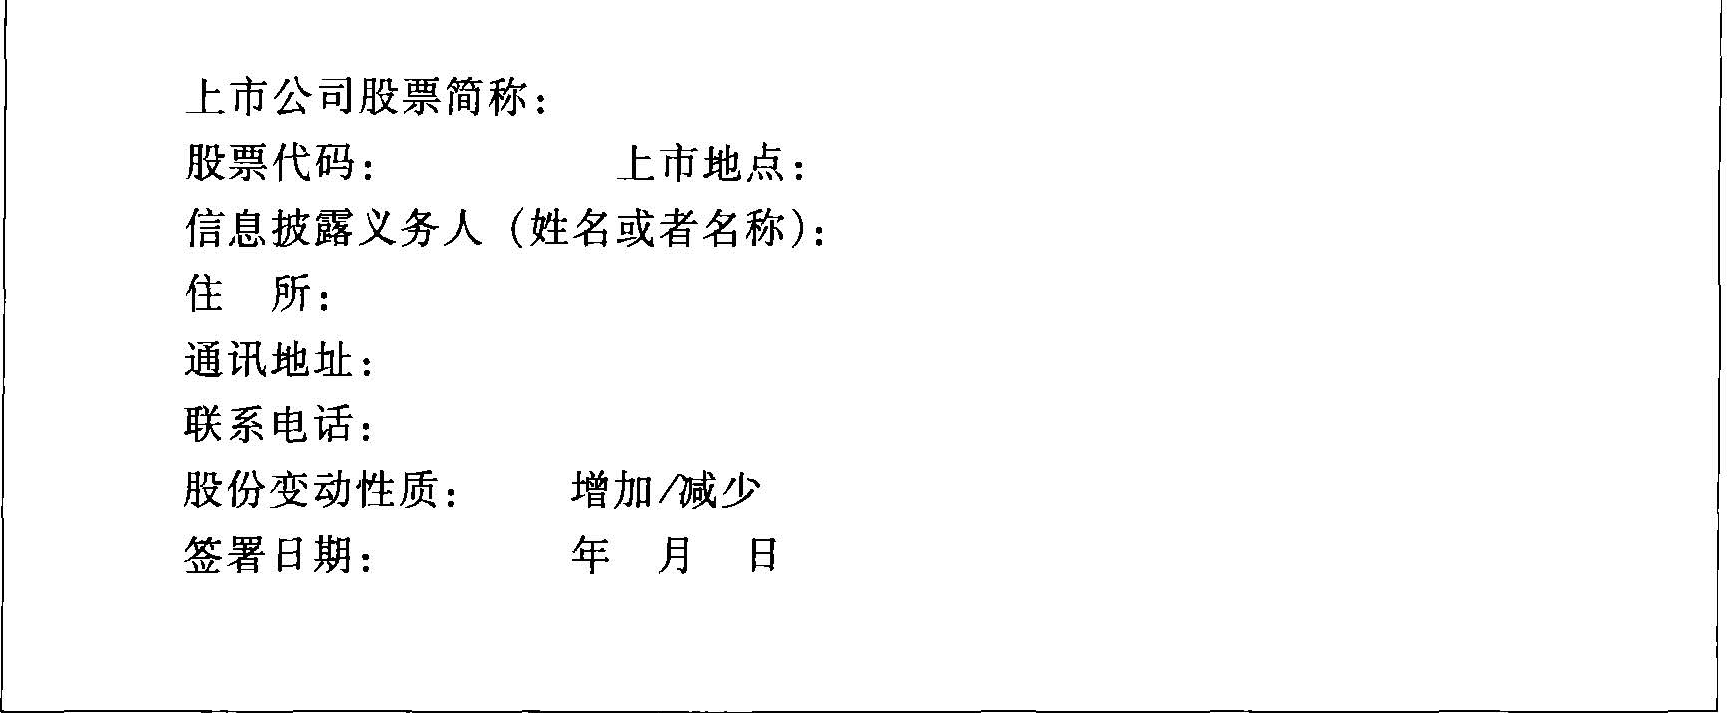 上市公司股票简称：
股票代码： 上市地点：
信息披露义务人（姓名或者名称）：
住 所：
通讯地址：
联系电话：
股份变动性质： 增加/减少
签署日期： 年 月 日